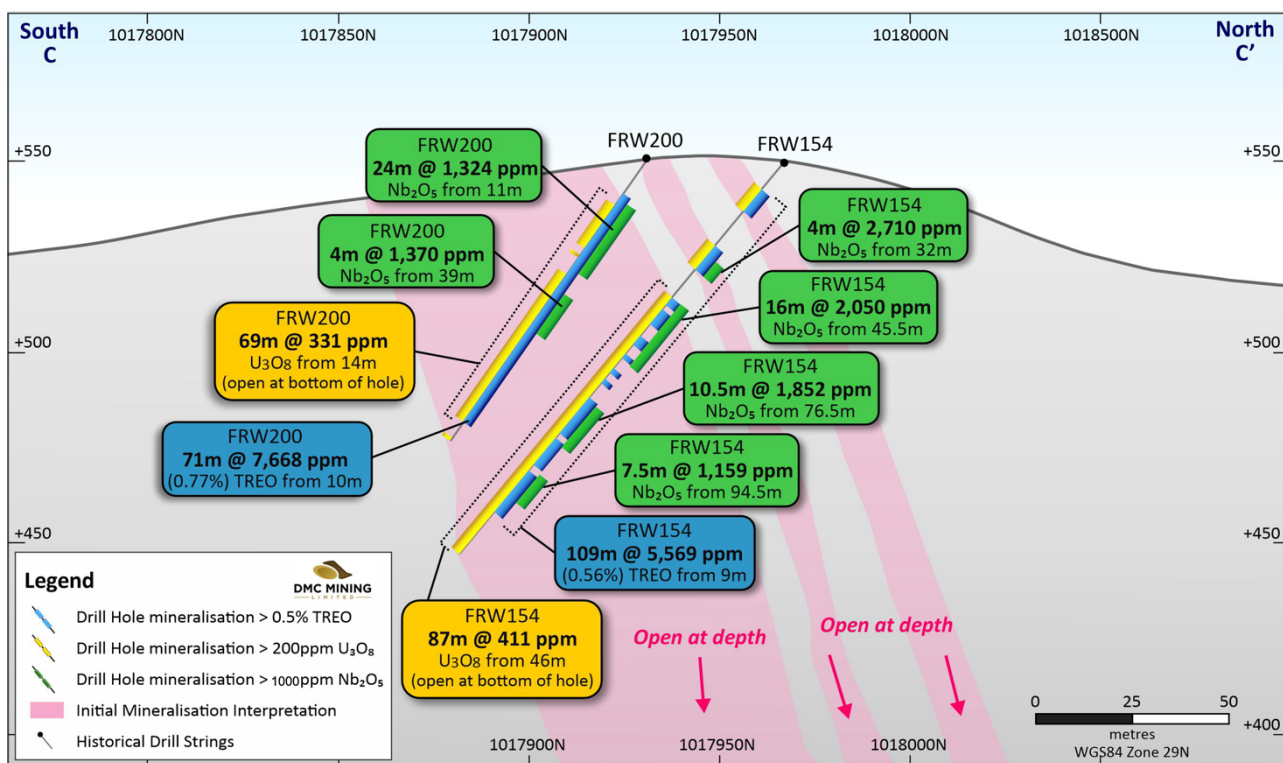 South
C
1017800N
1017850N
1017900N
1017950N
1018000N
1018500N
North
C'
+550
+550
FRW200
FRW154
FRW200
24m @ 1,324 ppm
Nb₂O₅ from 11m
FRW200
4m @ 1,370 ppm
Nb₂O₅ from 39m
FRW200
69m @ 331 ppm
U₃O₈ from 14m
(open at bottom of hole)
FRW200
71m @ 7,668 ppm
(0.77%) TREO from 10m
FRW154
4m @ 2,710 ppm
Nb₂O₅ from 32m
FRW154
16m @ 2,050 ppm
Nb₂O₅ from 45.5m
FRW154
10.5m @ 1,852 ppm
Nb₂O₅ from 76.5m
FRW154
7.5m @ 1,159 ppm
Nb₂O₅ from 94.5m
FRW154
109m @ 5,569 ppm
(0.56%) TREO from 9m
FRW154
87m @ 411 ppm
U₃O₈ from 46m
(open at bottom of hole)
+500
+500
+450
+450
+400
Open at depth
Open at depth
Legend
DMC MINING
LIMITED
Drill Hole mineralisation > 0.5% TREO
Drill Hole mineralisation > 200ppm U₃O₈
Drill Hole mineralisation > 1000ppm Nb₂O₅
Initial Mineralisation Interpretation
Historical Drill Strings
1017900N
1017950N
1018000N
0
25
50
metres
WGS84 Zone 29N